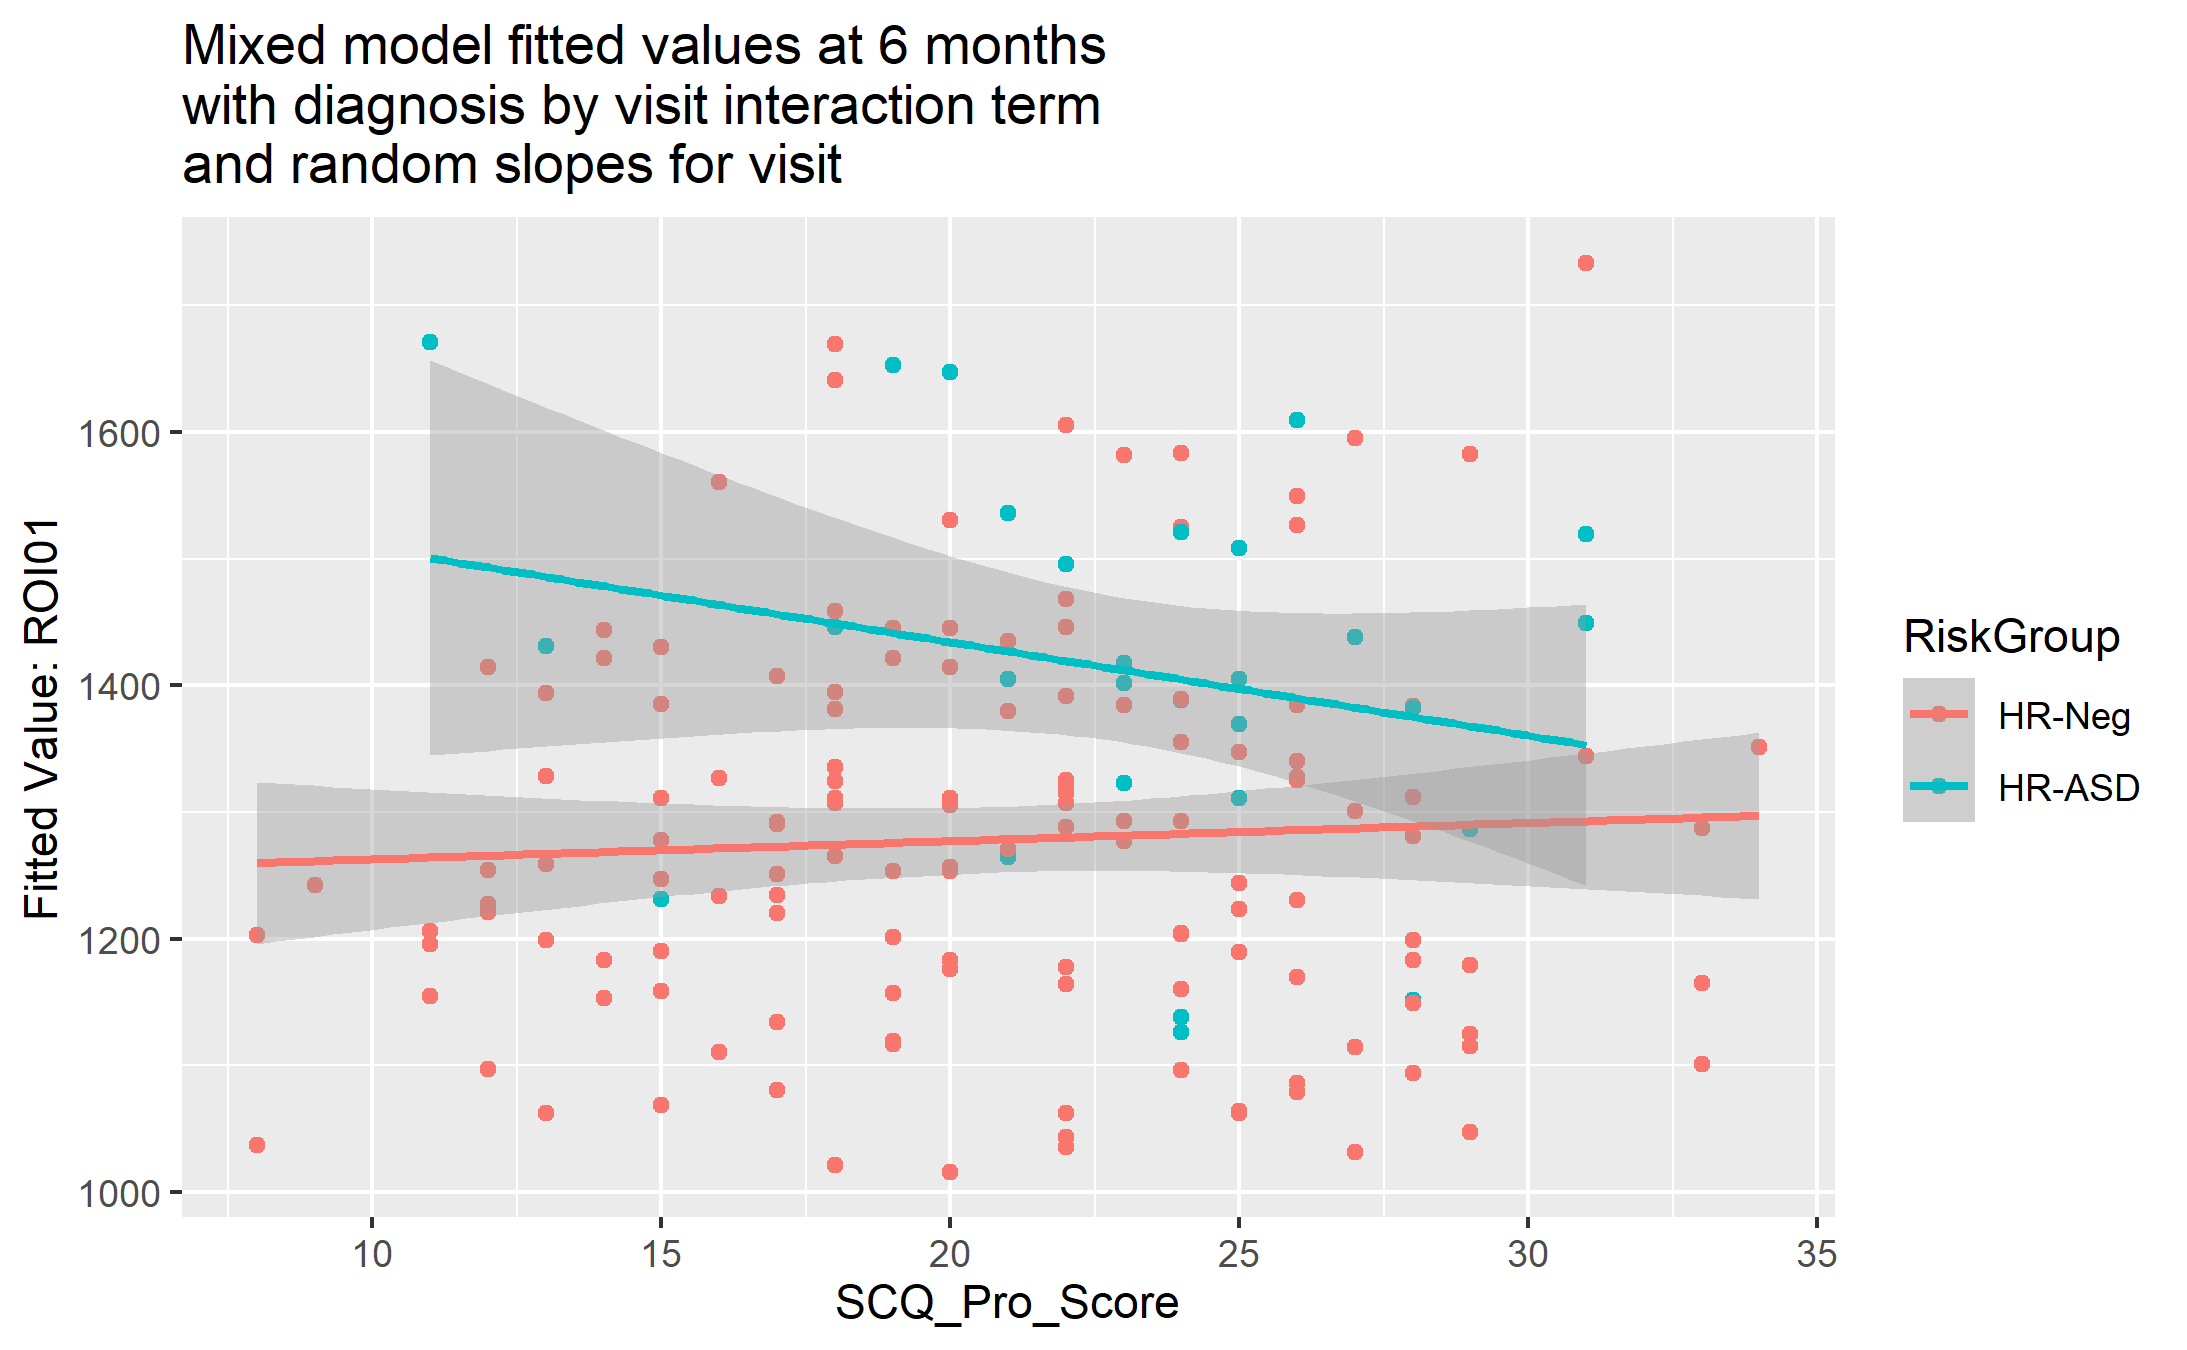 Mixed model fitted values at 6 months
with diagnosis by visit interaction term
and random slopes for visit
Fitted Value: ROI01
1600
1400
1200
1000
10 15 20 25 30 35
SCQ_Pro_Score
RiskGroup
HR-Neg
HR-ASD